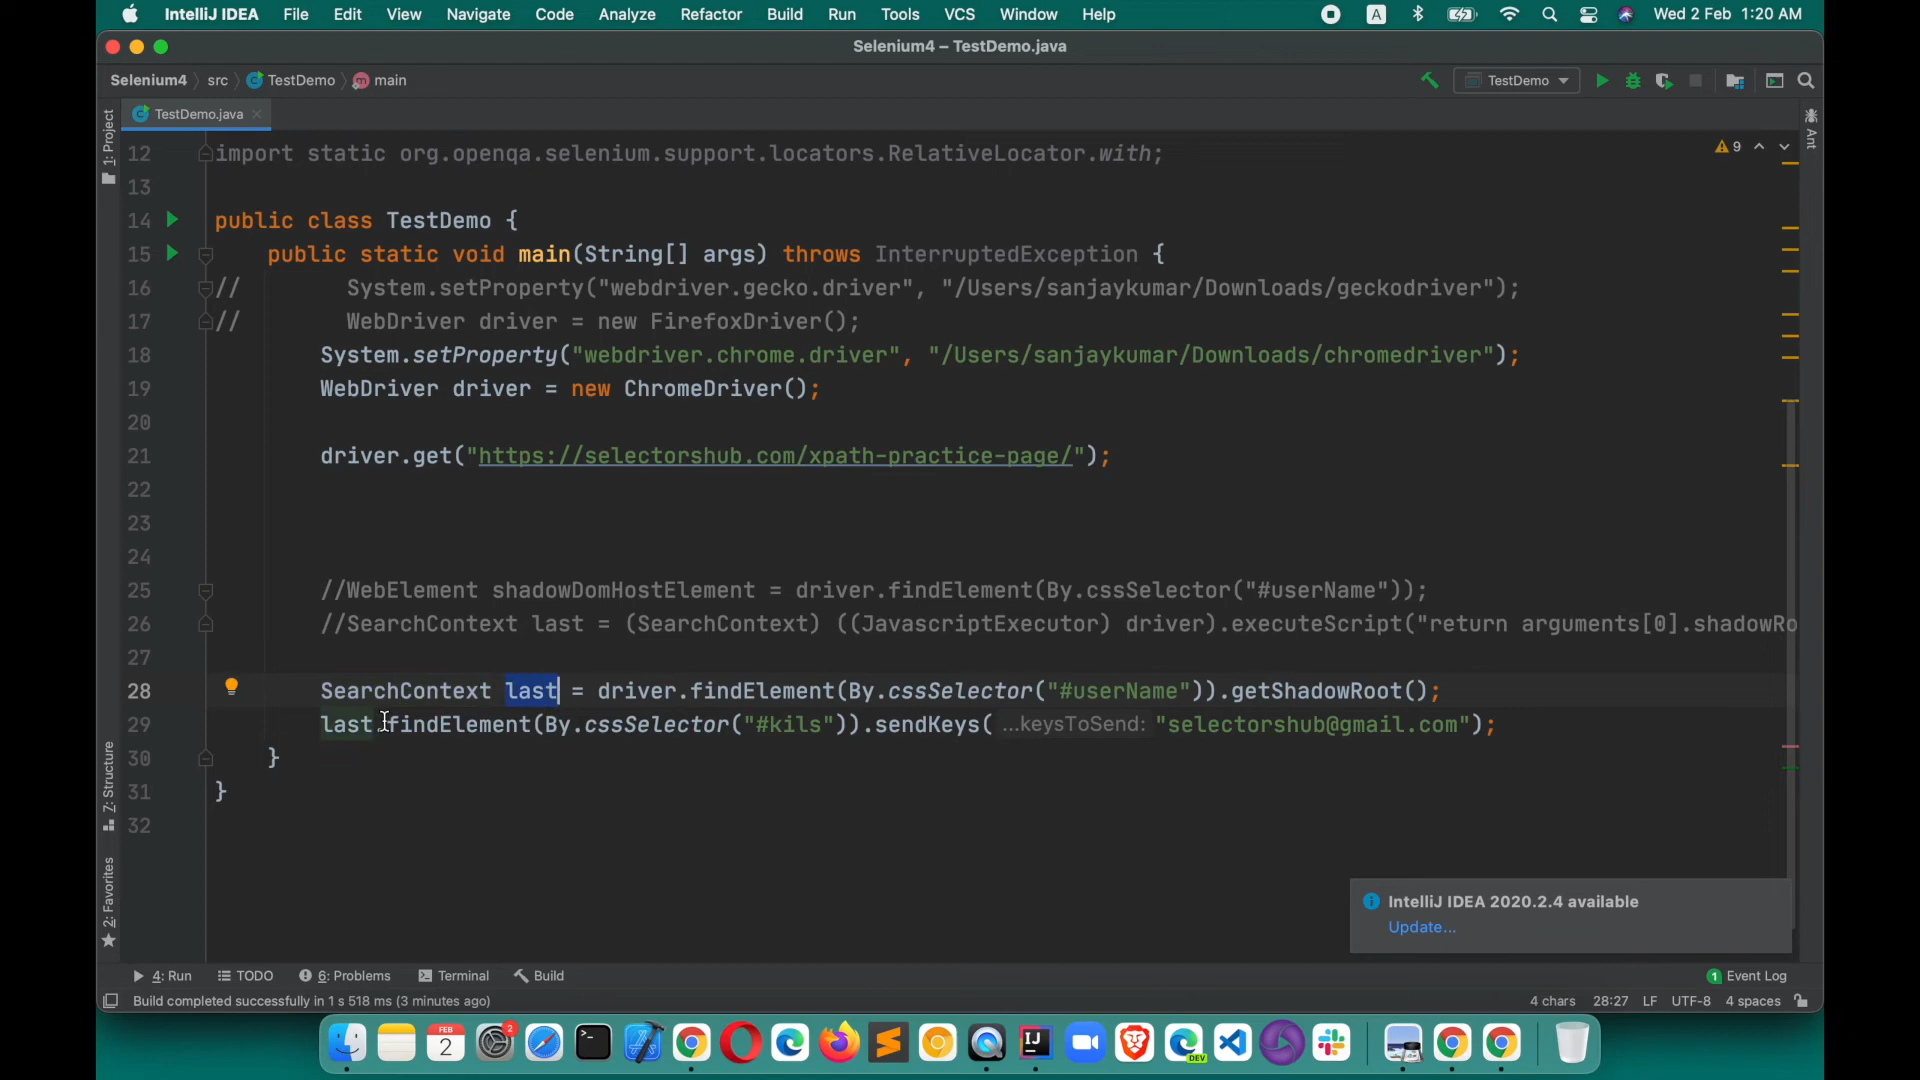 IntelliJ IDEA File Edit View Navigate Code Analyze Refactor Build Run Tools VCS Window Help A Wed 2 Feb 1:20 AM
Selenium4 – TestDemo.java
Selenium4 src TestDemo main TestDemo
TestDemo.java
1: Project
Ant
9
12 import static org.openqa.selenium.support.locators.RelativeLocator.with;
13
14 public class TestDemo {
15 public static void main(String[] args) throws InterruptedException {
16 // System.setProperty("webdriver.gecko.driver", "/Users/sanjaykumar/Downloads/geckodriver");
17 // WebDriver driver = new FirefoxDriver();
18 System.setProperty("webdriver.chrome.driver", "/Users/sanjaykumar/Downloads/chromedriver");
19 WebDriver driver = new ChromeDriver();
20
21 driver.get("https://selectorshub.com/xpath-practice-page/");
22
23
24
25 //WebElement shadowDomHostElement = driver.findElement(By.cssSelector("#userName"));
26 //SearchContext last = (SearchContext) ((JavascriptExecutor) driver).executeScript("return arguments[0].shadowRo
27
28 SearchContext last = driver.findElement(By.cssSelector("#userName")).getShadowRoot();
29 last.findElement(By.cssSelector("#kils")).sendKeys( ...keysToSend: "selectorshub@gmail.com");
30 }
31 }
32
7: Structure
2: Favorites
IntelliJ IDEA 2020.2.4 available
Update...
4: Run TODO 6: Problems Terminal Build 1 Event Log
Build completed successfully in 1 s 518 ms (3 minutes ago) 4 chars 28:27 LF UTF-8 4 spaces
FEB
2
2
IJ
DEV